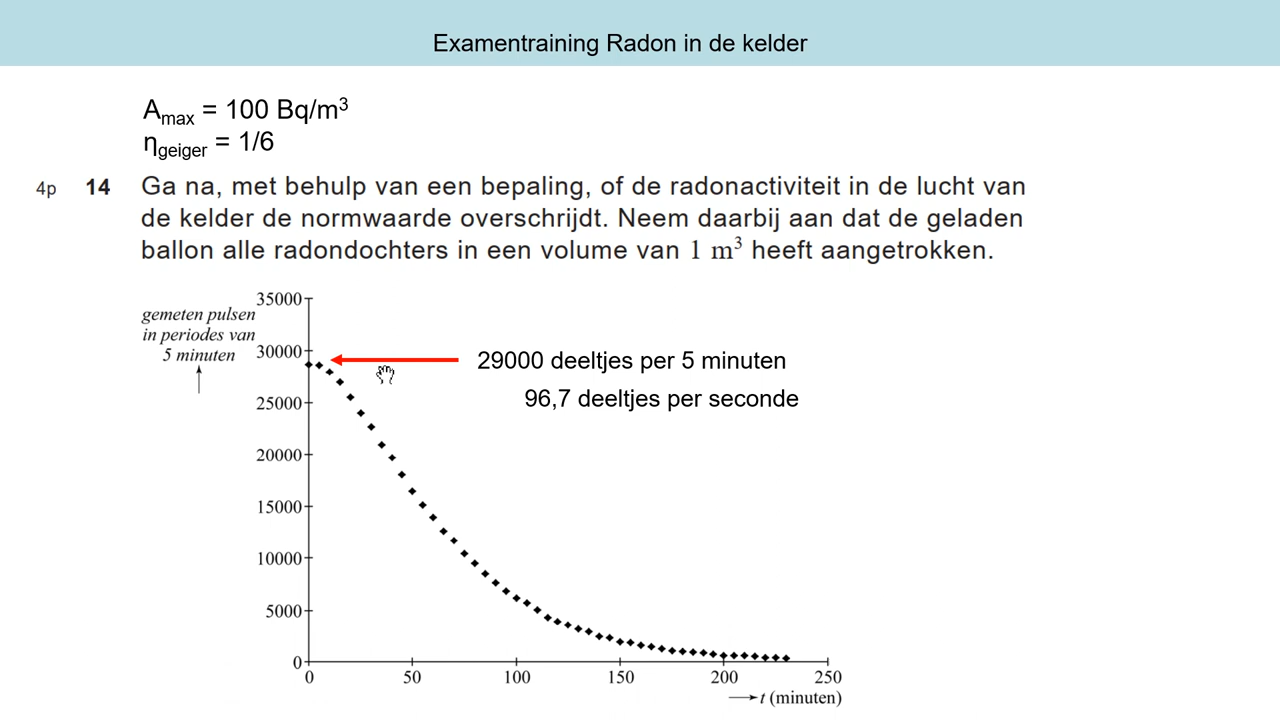 Examentraining Radon in de kelder
Amax = 100 Bq/m³
ηgeiger = 1/6
4p 14 Ga na, met behulp van een bepaling, of de radonactiviteit in de lucht van
de kelder de normwaarde overschrijdt. Neem daarbij aan dat de geladen
ballon alle radondochters in een volume van 1 m³ heeft aangetrokken.
gemeten pulsen
in periodes van
5 minuten
35000
30000
25000
20000
15000
10000
5000
0
29000 deeltjes per 5 minuten
96,7 deeltjes per seconde
0 50 100 150 200 250
t (minuten)